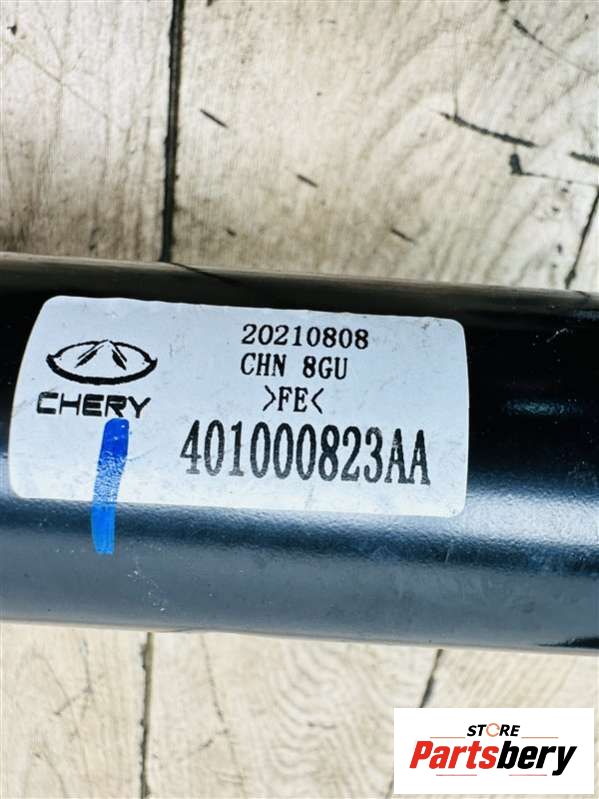 20210808
CHN 8GU
>FE<
CHERY
401000823AA
STORE
Partsbery